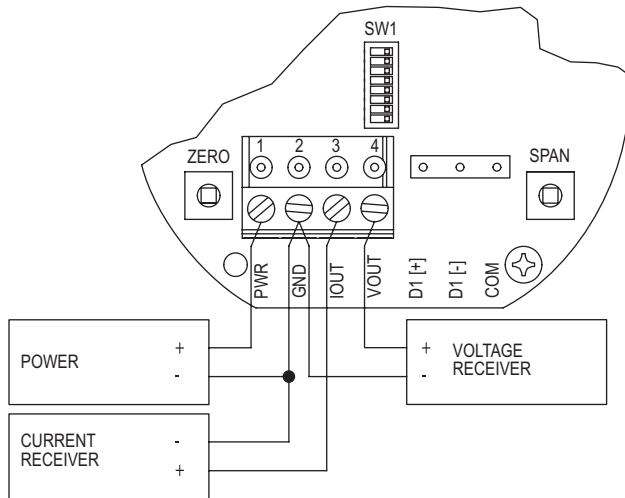 SW1
1 2 3 4
ZERO
SPAN
PWR
GND
IOUT
VOUT
D1 [+]
D1 [-]
COM
POWER
+
-
CURRENT
RECEIVER
-
+
+
-
VOLTAGE
RECEIVER